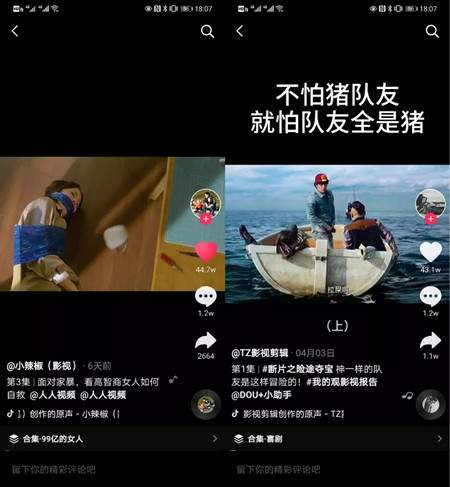 18:07
44.7w
1.2w
2664
@小辣椒（影视）· 6天前
第3集 | 面对家暴，看高智商女人如何
自救 @人人视频 @人人视频
创作的原声 - 小辣椒
合集·99亿的女人
留下你的精彩评论吧
18:07
不怕猪队友
就怕队友全是猪
43.1w
1.2w
1.1w
（上）
@TZ影视剪辑 · 04月03日
第1集 | #断片之险途夺宝 神一样的队
友是这样冒险的！#我的观影视报告
@DOU+小助手
影视剪辑创作的原声 - TZ
合集·喜剧
留下你的精彩评论吧